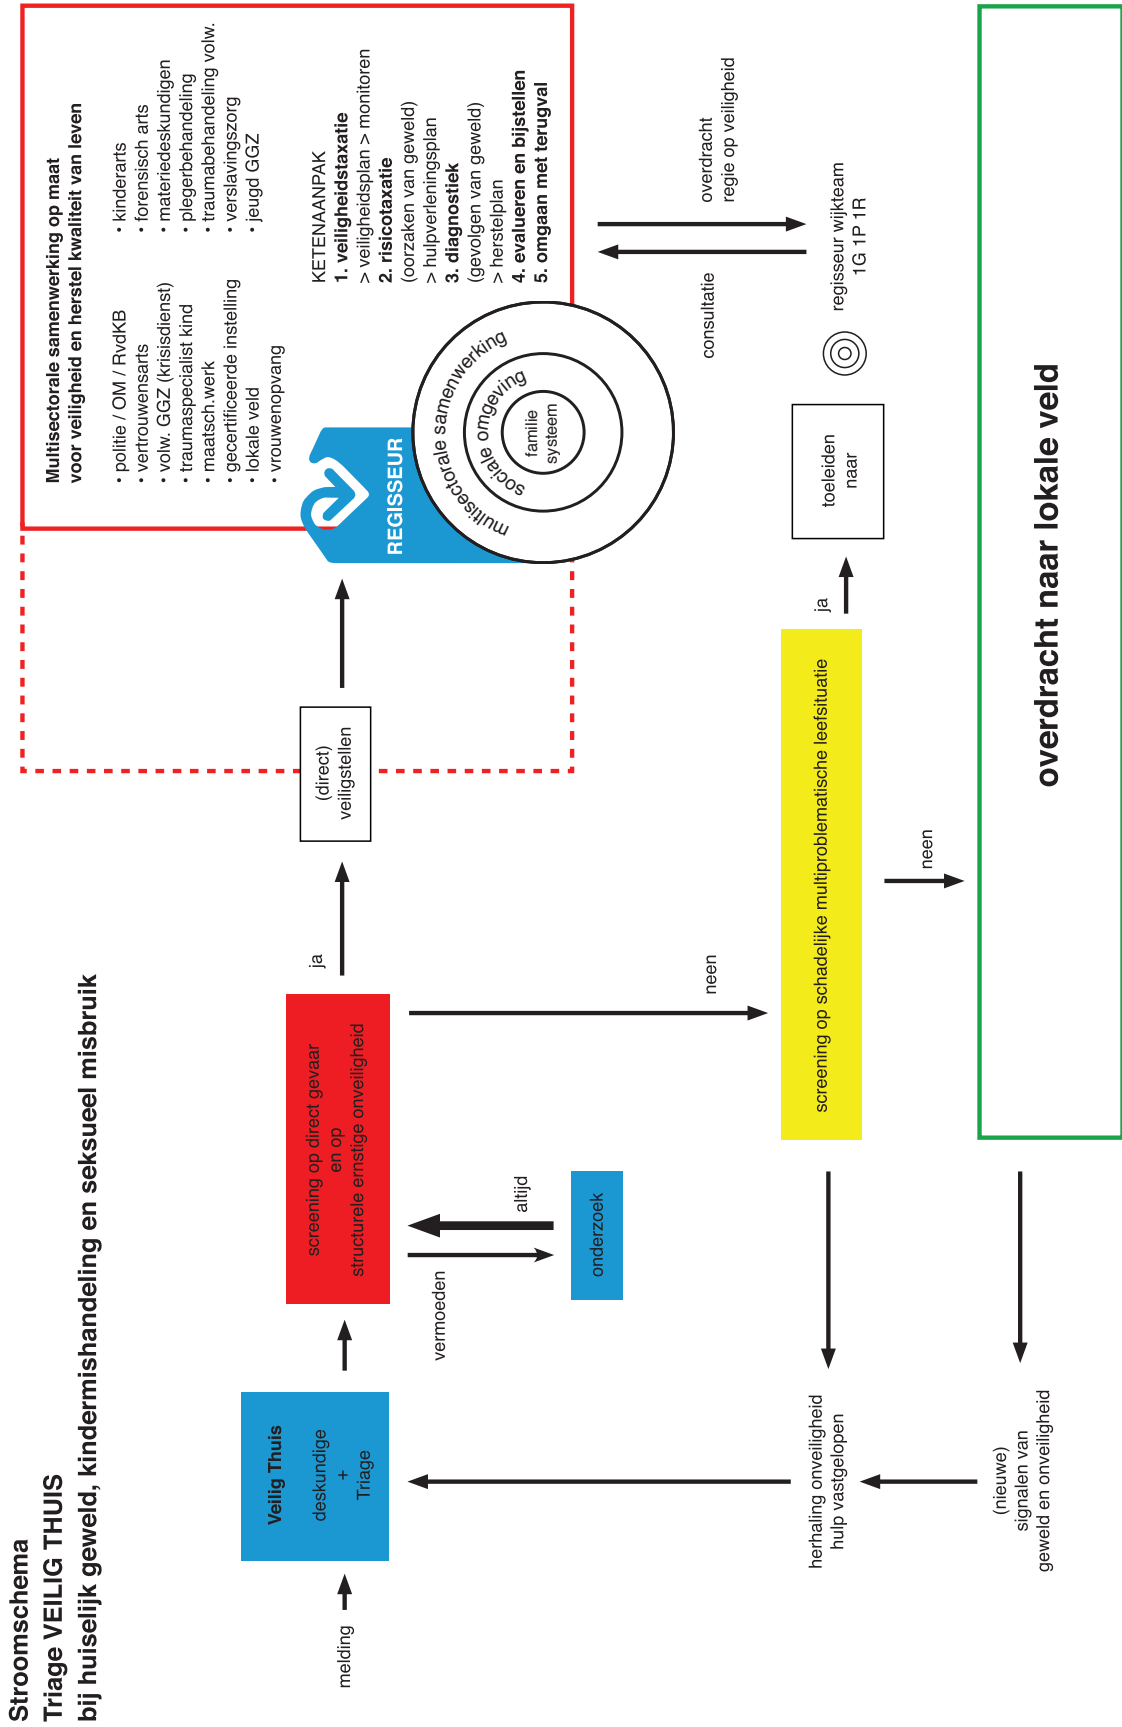 Stroomschema
Triage VEILIG THUIS
bij huiselijk geweld, kindermishandeling en seksueel misbruik
melding
Veilig Thuis
deskundige
+
Triage
screening op direct gevaar
en op
structurele ernstige onveiligheid
vermoeden
altijd
onderzoek
ja
(direct)
veiligstellen
neen
Multisectorale samenwerking op maat
voor veiligheid en herstel kwaliteit van leven
• politie / OM / RvdKB
• vertrouwensarts
• volw. GGZ (krisisdienst)
• traumaspecialist kind
• maatsch.werk
• gecertificeerde instelling
• lokale veld
• vrouwenopvang
• kinderarts
• forensisch arts
• materiedeskundigen
• plegerbehandeling
• traumabehandeling volw.
• verslavingszorg
• jeugd GGZ
REGISSEUR
multisectorale samenwerking
sociale omgeving
familie
systeem
KETENAANPAK
1. veiligheidstaxatie
> veiligheidsplan > monitoren
2. risicotaxatie
(oorzaken van geweld)
> hulpverleningsplan
3. diagnostiek
(gevolgen van geweld)
> herstelplan
4. evalueren en bijstellen
5. omgaan met terugval
consultatie
overdracht
regie op veiligheid
screening op schadelijke multiproblematische leefsituatie
ja
toeleiden
naar
regisseur wijkteam
1G 1P 1R
neen
herhaling onveiligheid
hulp vastgelopen
(nieuwe)
signalen van
geweld en onveiligheid
overdracht naar lokale veld